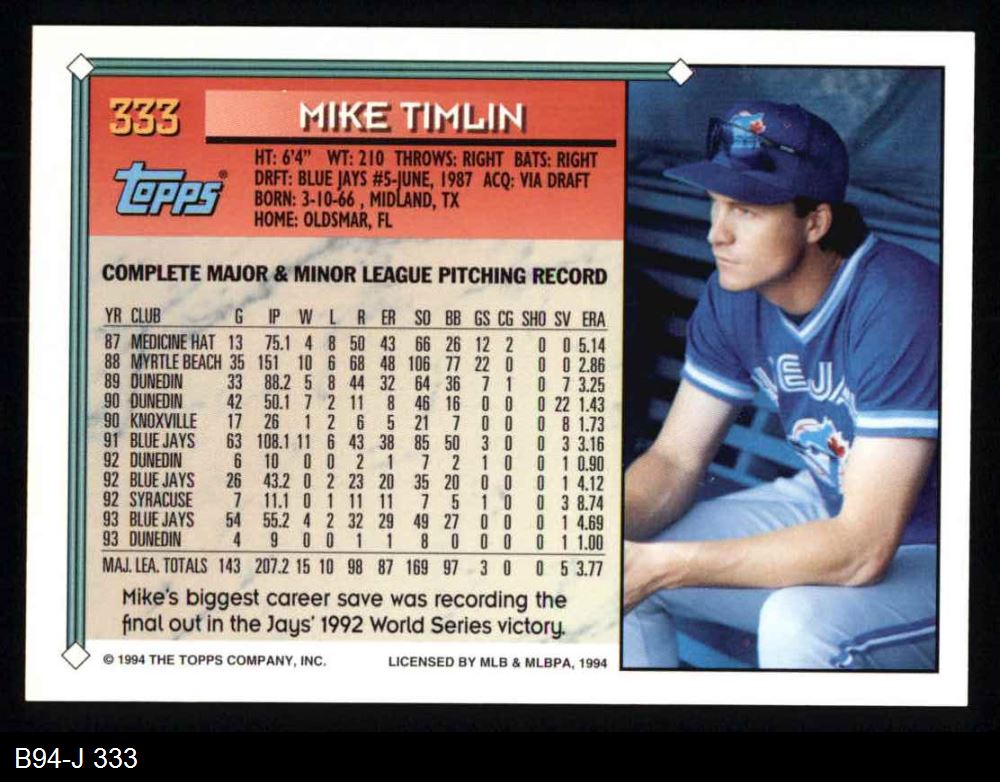 333
MIKE TIMLIN
TOPPS®
HT: 6'4" WT: 210 THROWS: RIGHT BATS: RIGHT
DRFT: BLUE JAYS #5-JUNE, 1987 ACQ: VIA DRAFT
BORN: 3-10-66 , MIDLAND, TX
HOME: OLDSMAR, FL
COMPLETE MAJOR & MINOR LEAGUE PITCHING RECORD
YR CLUB G IP W L R ER SO BB GS CG SHO SV ERA
87 MEDICINE HAT 13 75.1 4 8 50 43 66 26 12 2 0 0 5.14
88 MYRTLE BEACH 35 151 10 6 68 48 106 77 22 0 0 0 2.86
89 DUNEDIN 33 88.2 5 8 44 32 64 36 7 1 0 7 3.25
90 DUNEDIN 42 50.1 7 2 11 8 46 16 0 0 0 22 1.43
90 KNOXVILLE 17 26 1 2 6 5 21 7 0 0 0 8 1.73
91 BLUE JAYS 63 108.1 11 6 43 38 85 50 3 0 0 3 3.16
92 DUNEDIN 6 10 0 0 2 1 7 2 1 0 0 1 0.90
92 BLUE JAYS 26 43.2 0 2 23 20 35 20 0 0 0 1 4.12
92 SYRACUSE 7 11.1 0 1 11 11 7 5 1 0 0 3 8.74
93 BLUE JAYS 54 55.2 4 2 32 29 49 27 0 0 0 1 4.69
93 DUNEDIN 4 9 0 0 1 1 8 0 0 0 0 1 1.00
MAJ. LEA. TOTALS 143 207.2 15 10 98 87 169 97 3 0 0 5 3.77
Mike's biggest career save was recording the
final out in the Jays' 1992 World Series victory.
© 1994 THE TOPPS COMPANY, INC. LICENSED BY MLB & MLBPA, 1994
B94-J 333